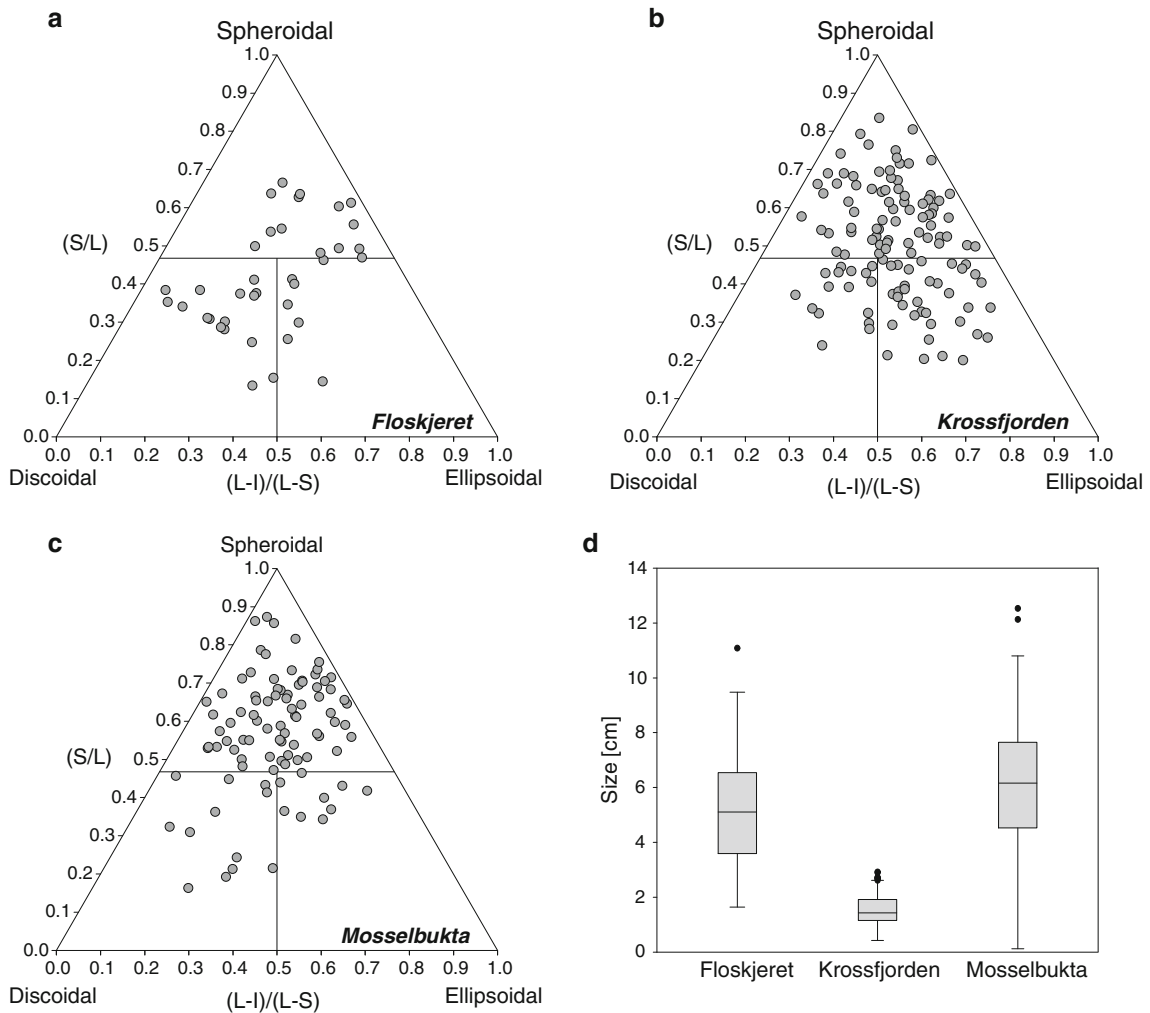 a
Spheroidal
1.0
0.9
0.8
0.7
0.6
(S/L)
0.5
0.4
0.3
0.2
0.1
0.0
Floskjeret
0.0 0.1 0.2 0.3 0.4 0.5 0.6 0.7 0.8 0.9 1.0
Discoidal (L-I)/(L-S) Ellipsoidal
b
Spheroidal
1.0
0.9
0.8
0.7
0.6
(S/L)
0.5
0.4
0.3
0.2
0.1
0.0
Krossfjorden
0.0 0.1 0.2 0.3 0.4 0.5 0.6 0.7 0.8 0.9 1.0
Discoidal (L-I)/(L-S) Ellipsoidal
c
Spheroidal
1.0
0.9
0.8
0.7
0.6
(S/L)
0.5
0.4
0.3
0.2
0.1
0.0
Mosselbukta
0.0 0.1 0.2 0.3 0.4 0.5 0.6 0.7 0.8 0.9 1.0
Discoidal (L-I)/(L-S) Ellipsoidal
d
14
12
10
8
Size [cm]
6
4
2
0
Floskjeret Krossfjorden Mosselbukta